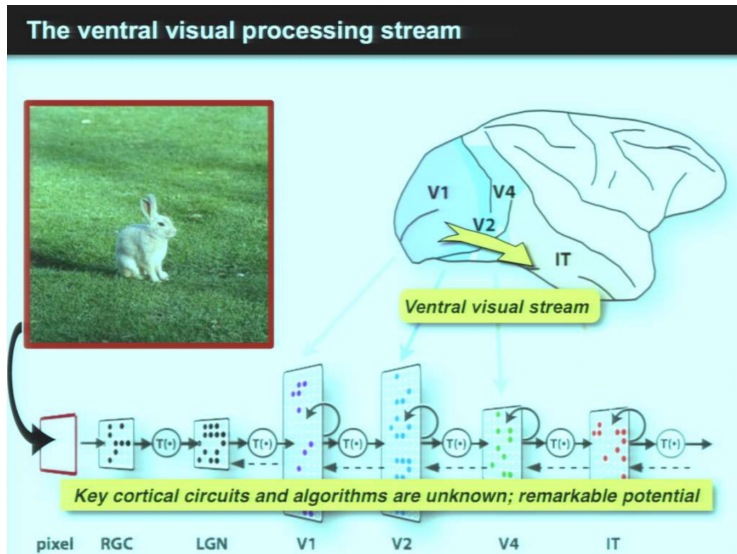 The ventral visual processing stream
V1
V4
V2
IT
Ventral visual stream
T(•)
T(•)
T(•)
T(•)
T(•)
T(•)
Key cortical circuits and algorithms are unknown; remarkable potential
pixel RGC LGN V1 V2 V4 IT